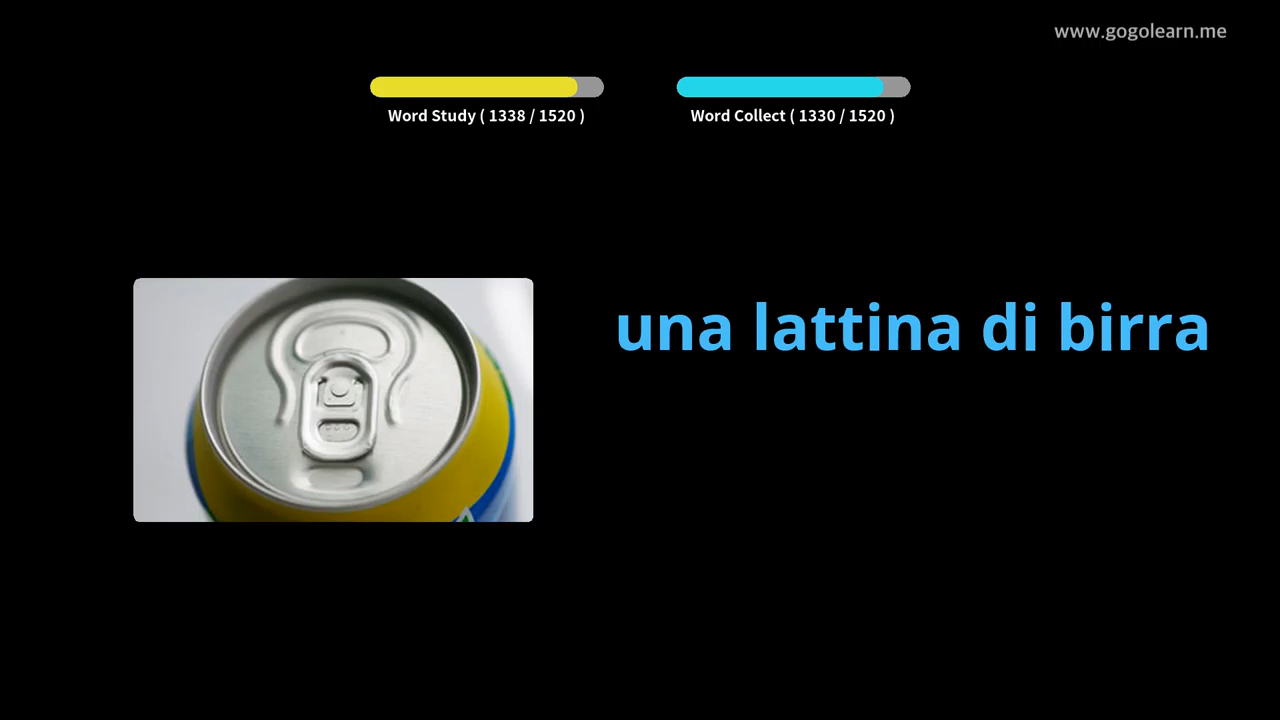 www.gogolearn.me
Word Study ( 1338 / 1520 )
Word Collect ( 1330 / 1520 )
una lattina di birra